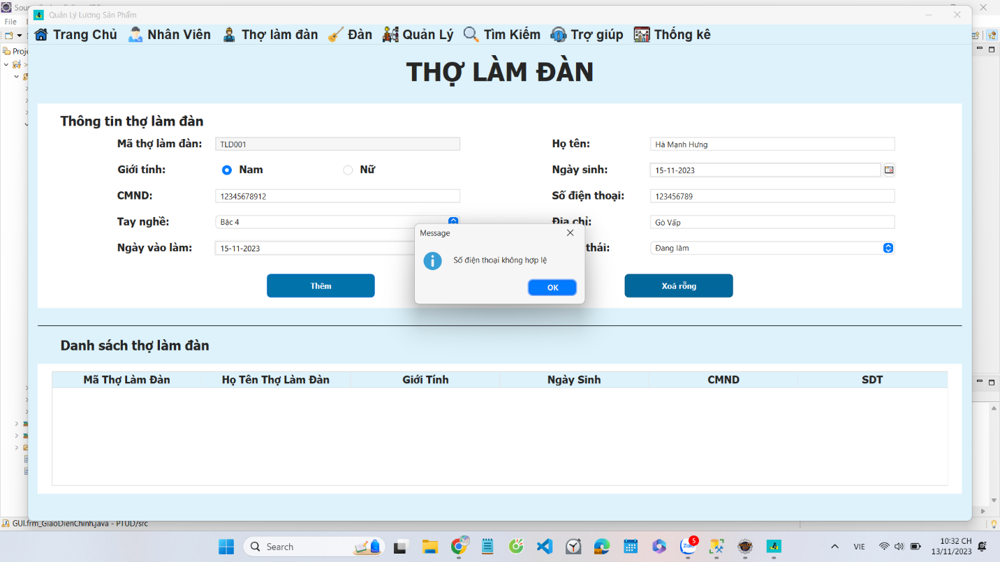 Quản Lý Lương Sản Phẩm
File
Trang Chủ Nhân Viên Thợ làm đàn Đàn Quản Lý Tìm Kiếm Trợ giúp Thống kê
THỢ LÀM ĐÀN
Thông tin thợ làm đàn
Mã thợ làm đàn: TLD001 Họ tên: Hà Mạnh Hưng
Giới tính: Nam Nữ Ngày sinh: 15-11-2023
CMND: 12345678912 Số điện thoại: 123456789
Tay nghề: Bậc 4 Địa chỉ: Gò Vấp
Ngày vào làm: 15-11-2023 thái: Đang làm
Message
Số điện thoại không hợp lệ
OK
Thêm Xoá rỗng
Danh sách thợ làm đàn
Mã Thợ Làm Đàn Họ Tên Thợ Làm Đàn Giới Tính Ngày Sinh CMND SDT
GUI.frm_GiaoDienChinh.java - PTUD/src
Search Zalo 5 VIE 10:32 CH
13/11/2023